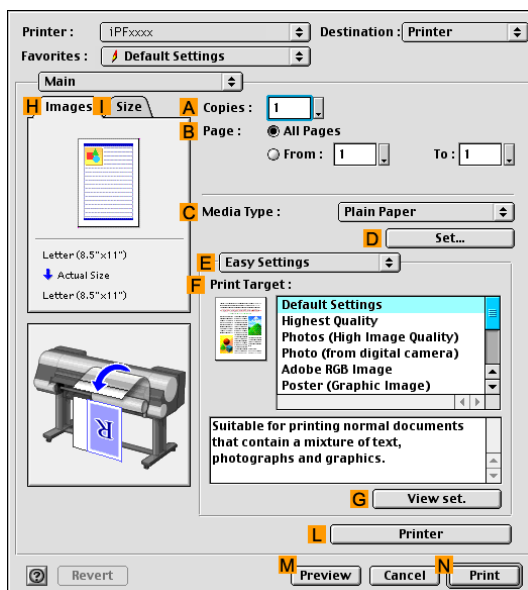 Printer : iPFxxxx Destination : Printer
Favorites : Default Settings
Main
H Images I Size
A Copies : 1
B Page : All Pages
From : 1 To : 1
C Media Type : Plain Paper
D Set...
Letter (8.5"x11")
Actual Size
Letter (8.5"x11")
E Easy Settings
F Print Target :
Default Settings
Highest Quality
Photos (High Image Quality)
Photo (from digital camera)
Adobe RGB Image
Poster (Graphic Image)
R
Suitable for printing normal documents
that contain a mixture of text,
photographs and graphics.
G View set.
L Printer
? Revert M Preview Cancel N Print